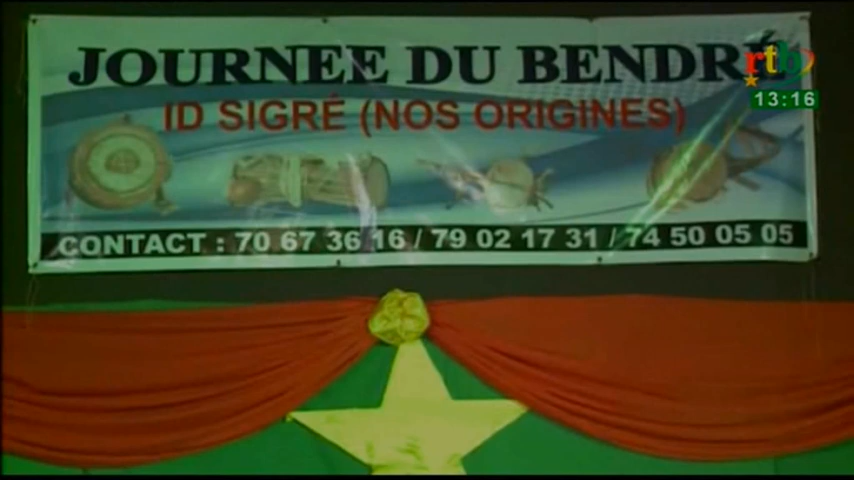 JOURNEE DU BENDRÉ
rtb
13:16
ID SIGRÉ (NOS ORIGINES)
CONTACT : 70 67 36 16 / 79 02 17 31 / 74 50 05 05